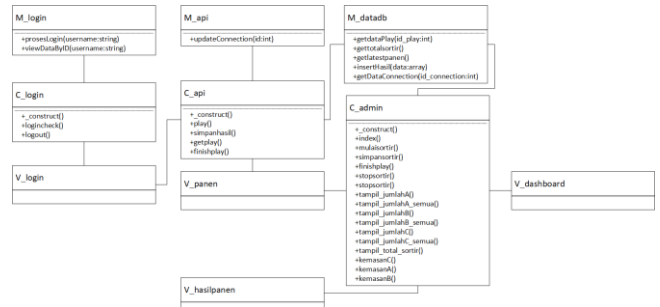 M_login
+prosesLogin(username:string)
+viewDataByID(username:string)
M_api
+updateConnection(id:int)
M_datadb
+getdataPlay(id_play:int)
+gettotalsortir()
+getlatestpanen()
+insertHasil(data:array)
+getDataConnection(id_connection:int)
C_login
+_construct()
+logincheck()
+logout()
C_api
+_construct()
+play()
+simpanhasil()
+getplay()
+finishplay()
C_admin
+_construct()
+index()
+mulaisortir()
+simpansortir()
+finishplay()
+stopsortir()
+stopsortir()
+tampil_jumlahA()
+tampil_jumlahA_semua()
+tampil_jumlahB()
+tampil_jumlahB_semua()
+tampil_jumlahC()
+tampil_jumlahC_semua()
+tampil_total_sortir()
+kemasanC()
+kemasanA()
+kemasanB()
V_login
V_panen
V_dashboard
V_hasilpanen